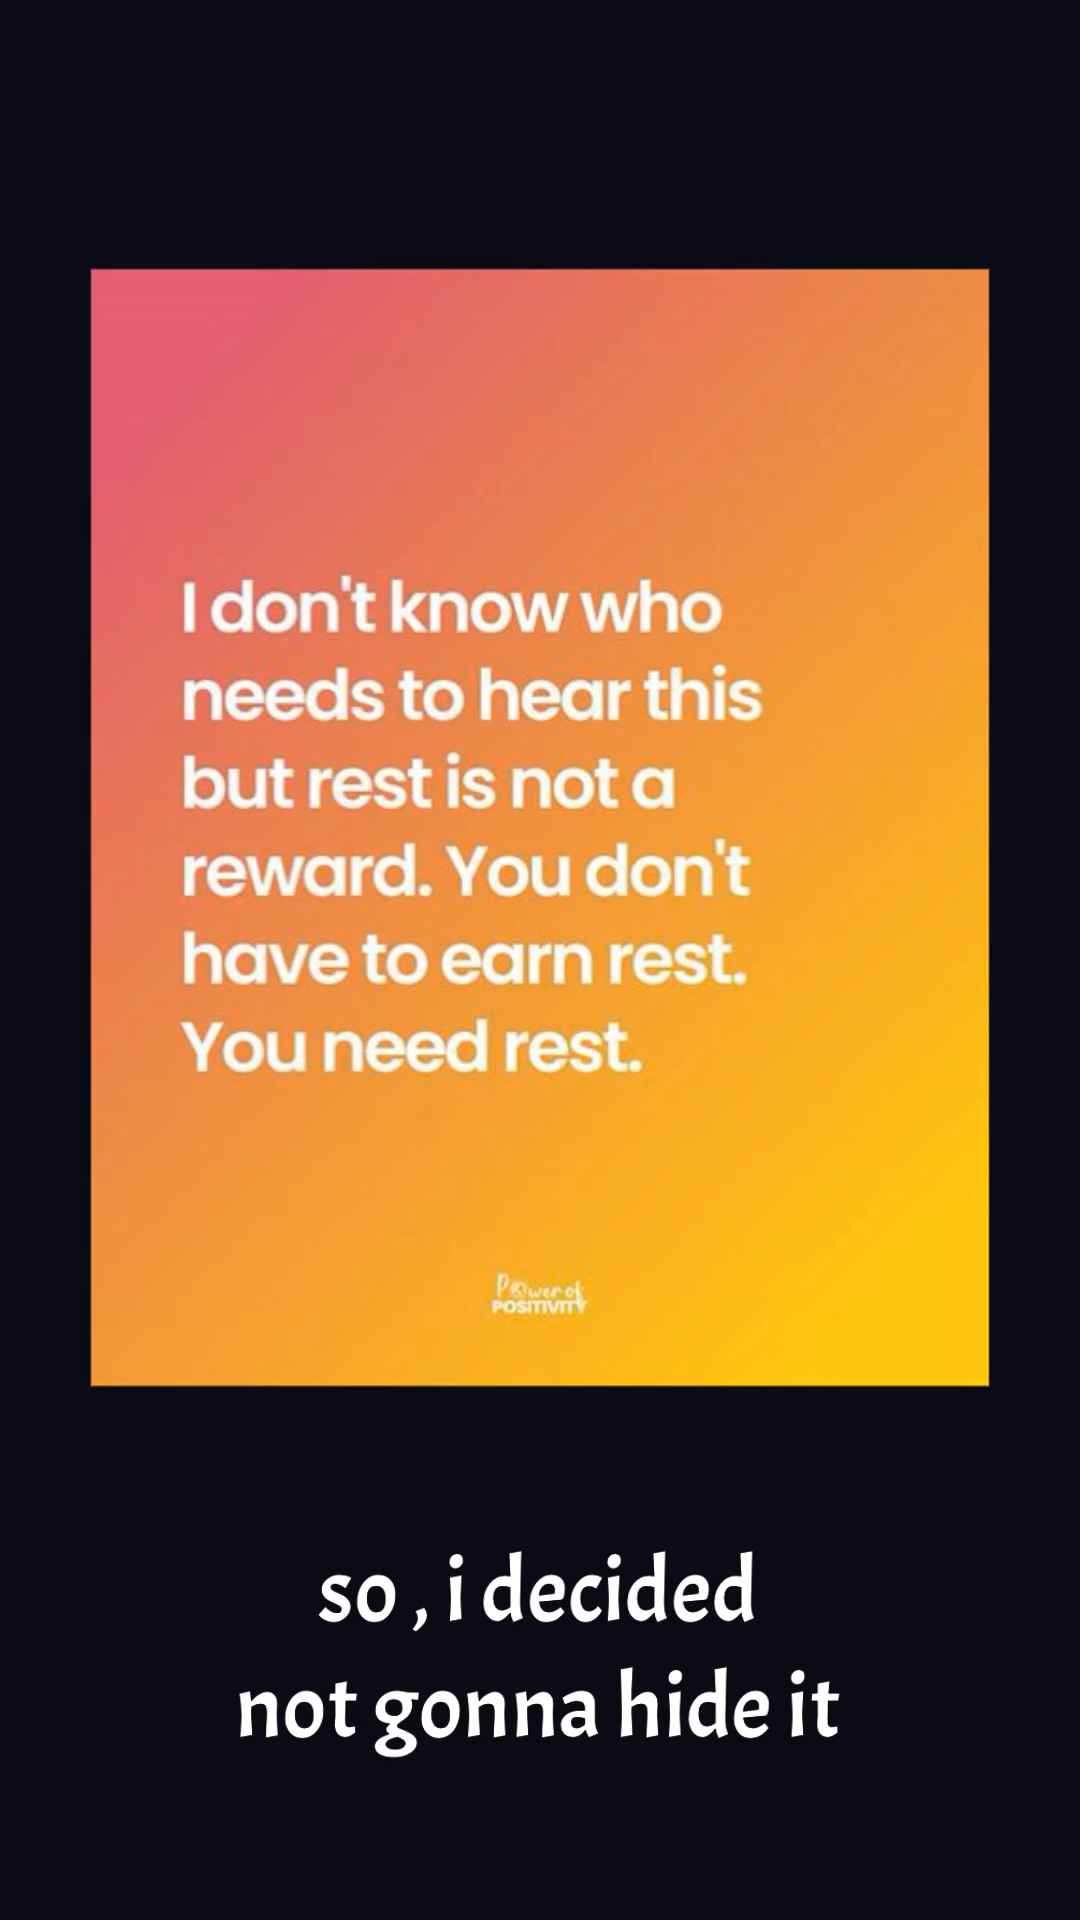 I don't know who
needs to hear this
but rest is not a
reward. You don't
have to earn rest.
You need rest.
Power of
POSITIVITY
so , i decided
not gonna hide it